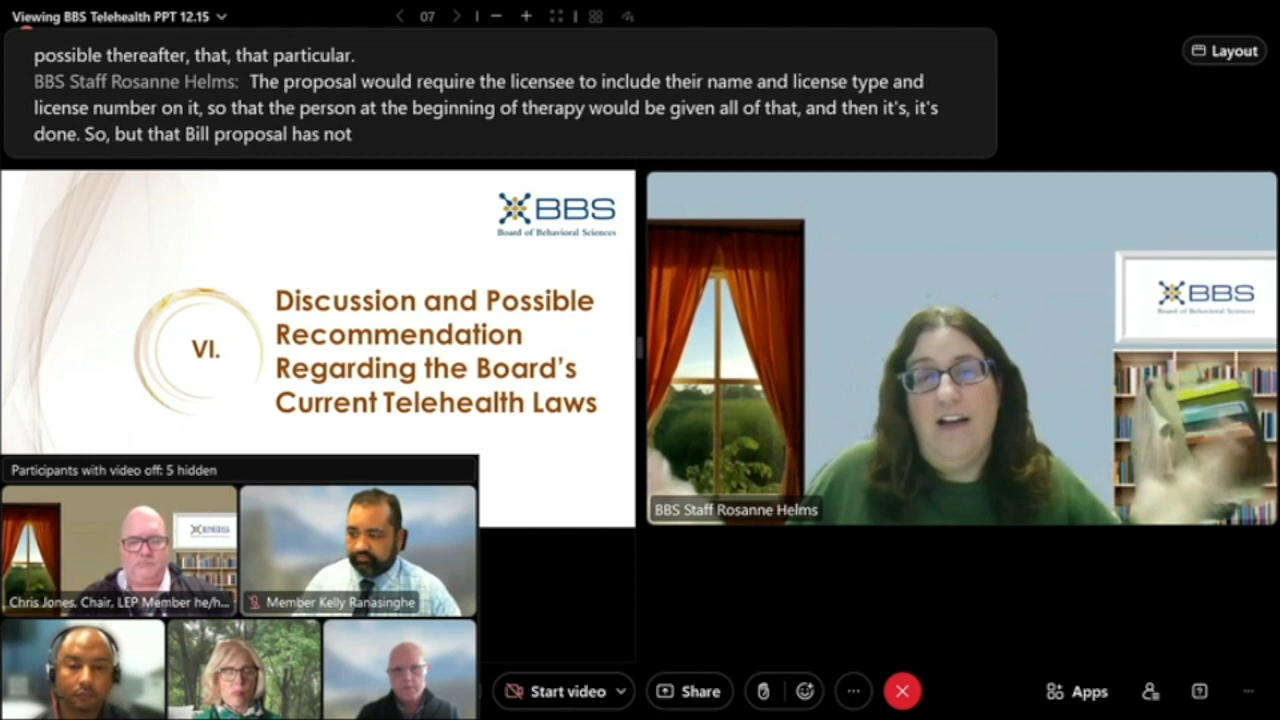 Viewing BBS Telehealth PPT 12.15
07
possible thereafter, that, that particular.
BBS Staff Rosanne Helms: The proposal would require the licensee to include their name and license type and
license number on it, so that the person at the beginning of therapy would be given all of that, and then it's, it's
done. So, but that Bill proposal has not
Layout
BBS
Board of Behavioral Sciences
VI.
Discussion and Possible
Recommendation
Regarding the Board's
Current Telehealth Laws
BBS
Board of Behavioral Sciences
BBS Staff Rosanne Helms
Participants with video off: 5 hidden
BBS
Chris Jones, Chair, LEP Member he/h...
Member Kelly Ranasinghe
Start video
Share
Apps